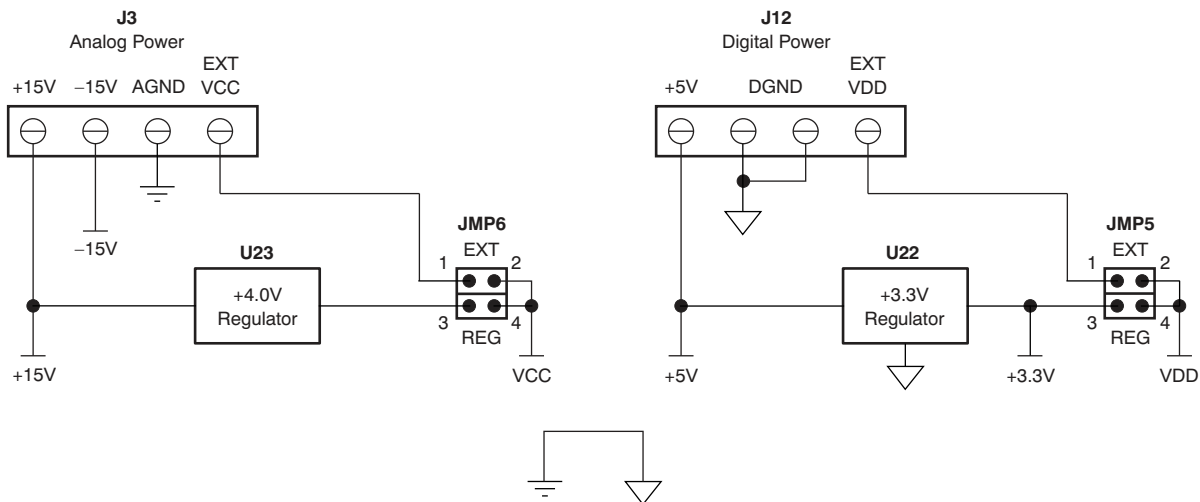 J3
Analog Power
+15V −15V AGND EXT VCC
−15V
U23
+4.0V
Regulator
JMP6
EXT
1 2
3 4
REG
+15V
VCC
J12
Digital Power
+5V DGND EXT VDD
U22
+3.3V
Regulator
JMP5
EXT
1 2
3 4
REG
+5V
+3.3V
VDD